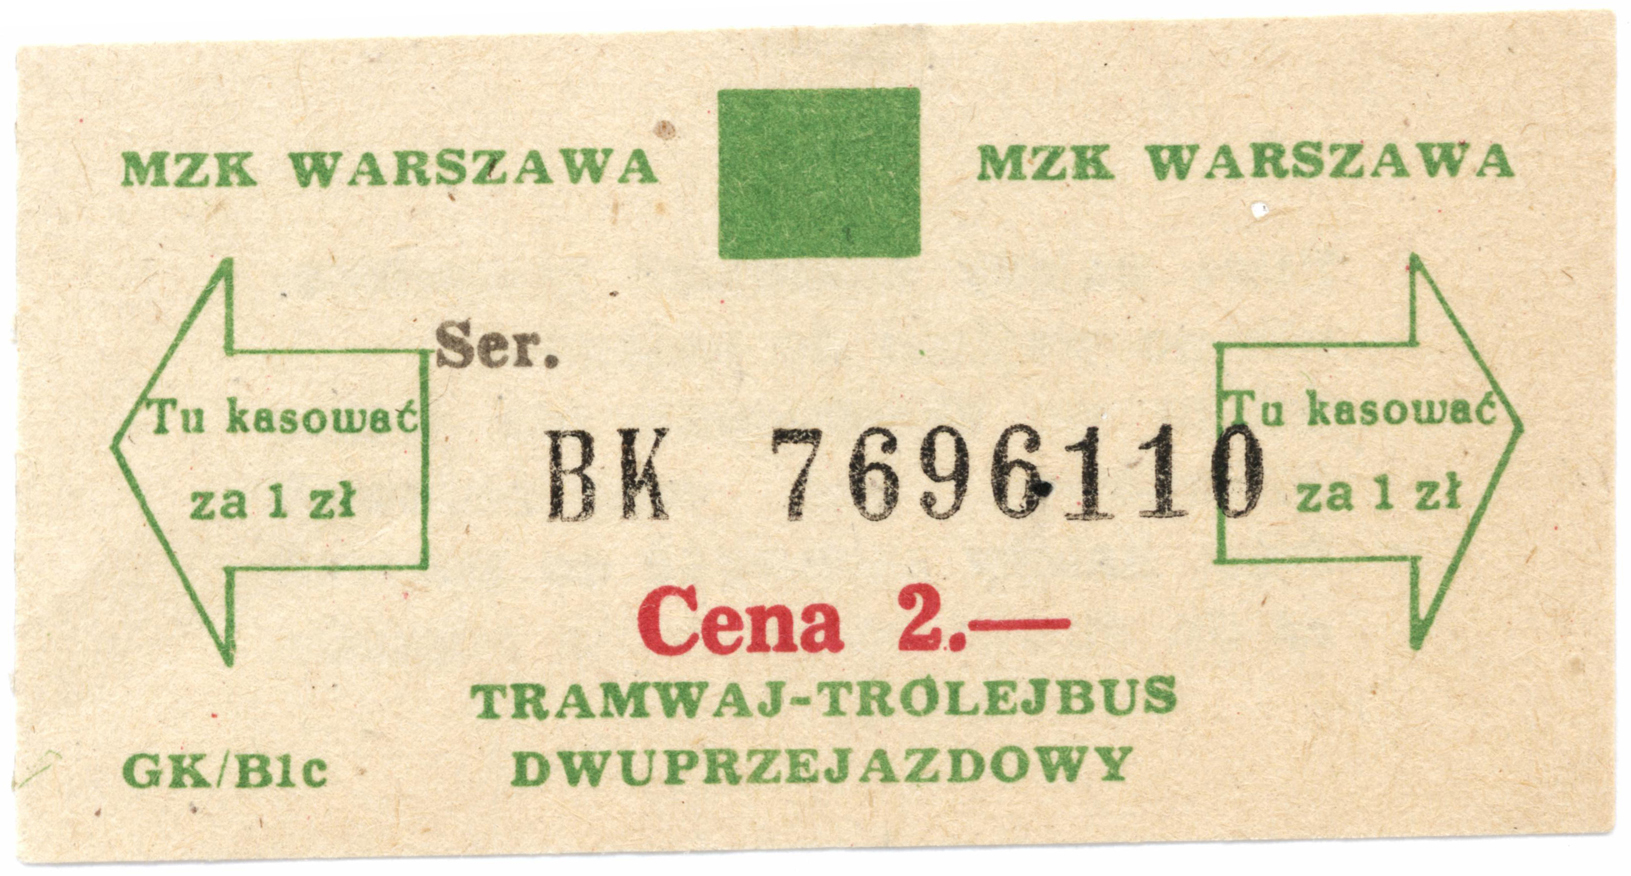 MZK WARSZAWA MZK WARSZAWA
Ser.
Tu kasować
za 1 zł
BK 7696110
Tu kasować
za 1 zł
Cena 2.—
TRAMWAJ-TROLEJBUS
DWUPRZEJAZDOWY
GK/B1c